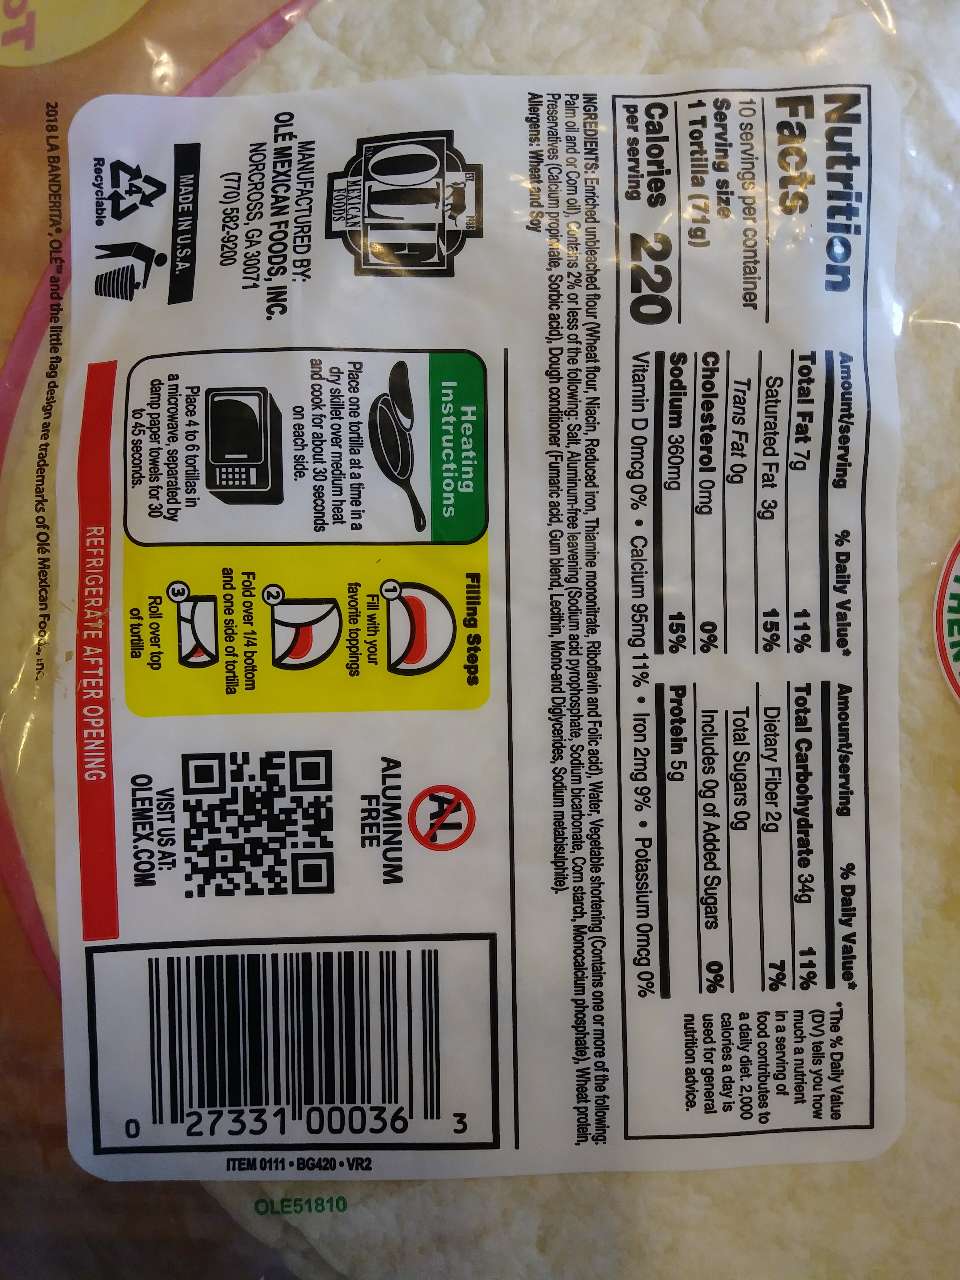 Nutrition
Facts
10 servings per container
Serving size
1 Tortilla (71g)
Calories 220
per serving
Amount/serving % Daily Value*
Total Fat 7g 11%
Saturated Fat 3g 15%
Trans Fat 0g
Cholesterol 0mg 0%
Sodium 360mg 15%
Amount/serving % Daily Value*
Total Carbohydrate 34g 11%
Dietary Fiber 2g 7%
Total Sugars 0g
Includes 0g of Added Sugars 0%
Protein 5g
Vitamin D 0mcg 0% • Calcium 95mg 11% • Iron 2mg 9% • Potassium 0mcg 0%
*The % Daily Value
(DV) tells you how
much a nutrient
in a serving of
food contributes to
a daily diet. 2,000
calories a day is
used for general
nutrition advice.
INGREDIENTS: Enriched unbleached flour (Wheat flour, Niacin, Reduced iron, Thiamine mononitrate, Riboflavin and Folic acid), Water, Vegetable shortening (Contains one or more of the following:
Palm oil and or Corn oil), Contains 2% or less of the following: Salt, Aluminum-free leavening (Sodium acid pyrophosphate, Sodium bicarbonate, Corn starch, Monocalcium phosphate), Wheat protein,
Preservatives (Calcium propionate, Sorbic acid), Dough conditioner (Fumaric acid, Gum blend, Lecithin, Mono-and Diglycerides, Sodium metabisulphite).
Allergens: Wheat and Soy
OLÉ
MEXICAN
FOODS
MANUFACTURED BY:
OLÉ MEXICAN FOODS, INC.
NORCROSS, GA 30071
(770) 582-9200
MADE IN U.S.A.
4
Recyclable
Heating
Instructions
Place one tortilla at a time in a
dry skillet over medium heat
and cook for about 30 seconds
on each side.
Place 4 to 6 tortillas in
a microwave, separated by
damp paper towels for 30
to 45 seconds.
Filling Steps
1
Fill with your
favorite toppings
2
Fold over 1/4 bottom
and one side of tortilla
3
Roll over top
of tortilla
AL
ALUMINUM
FREE
VISIT US AT:
OLEMEX.COM
REFRIGERATE AFTER OPENING
0 27331 00036 3
ITEM 0111 • BG420 • VR2
OLE51810
2018 LA BANDERITA®, OLÉ™ and the little flag design are trademarks of Olé Mexican Foods, Inc.